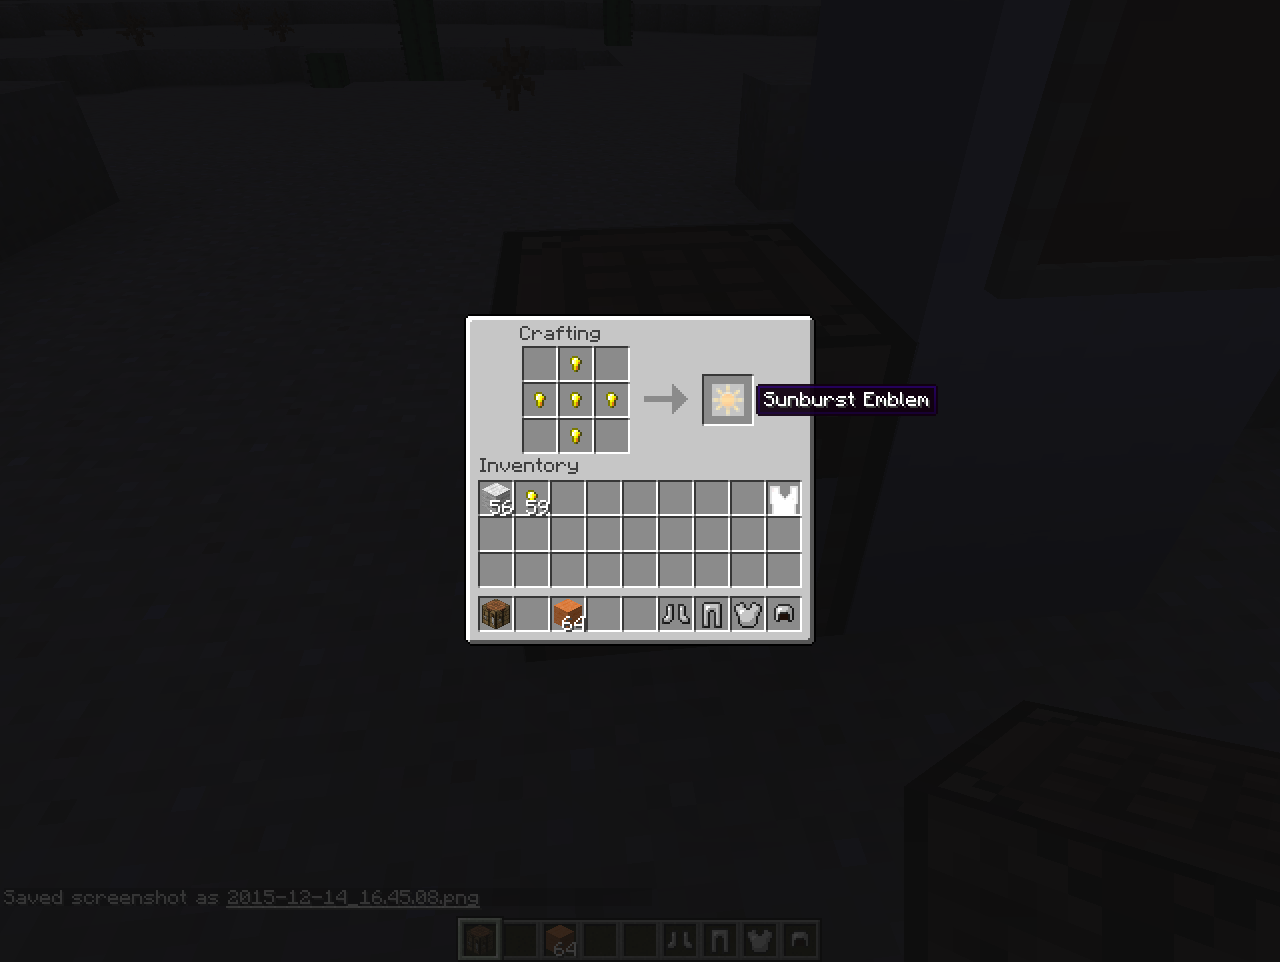 Crafting
Sunburst Emblem
Inventory
56
59
64
Saved screenshot as 2015-12-14_16.45.08.png
64